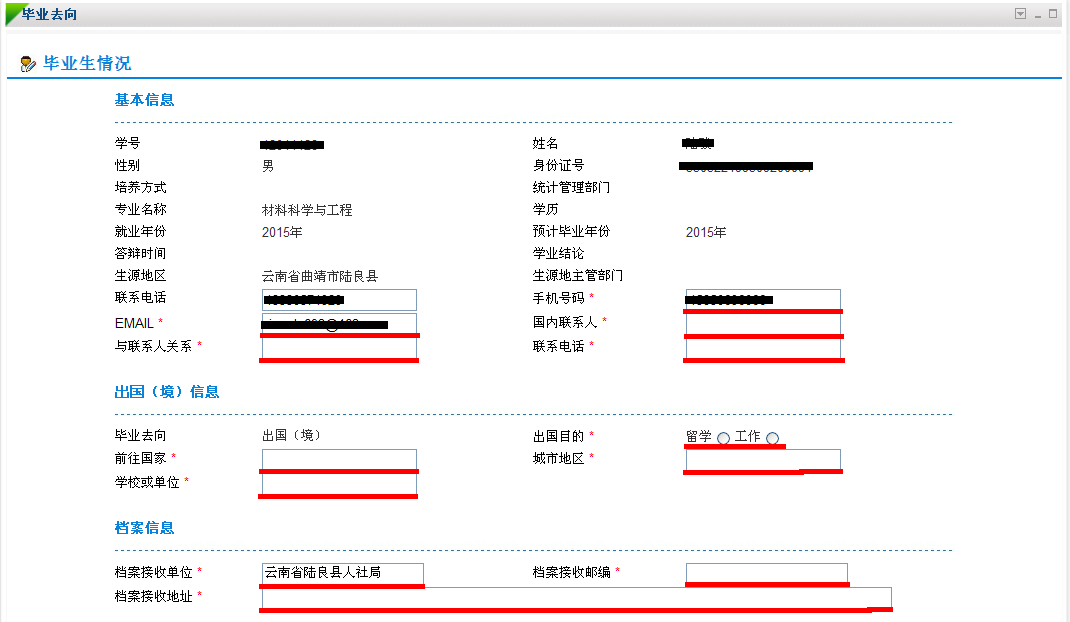 毕业去向
毕业生情况
基本信息
学号 姓名
性别 男 身份证号
培养方式 统计管理部门
专业名称 材料科学与工程 学历
就业年份 2015年 预计毕业年份 2015年
答辩时间 学业结论
生源地区 云南省曲靖市陆良县 生源地主管部门
联系电话 手机号码 *
EMAIL * 国内联系人 *
与联系人关系 * 联系电话 *
出国（境）信息
毕业去向 出国（境） 出国目的 * 留学 工作
前往国家 * 城市地区 *
学校或单位 *
档案信息
档案接收单位 * 云南省陆良县人社局 档案接收邮编 *
档案接收地址 *